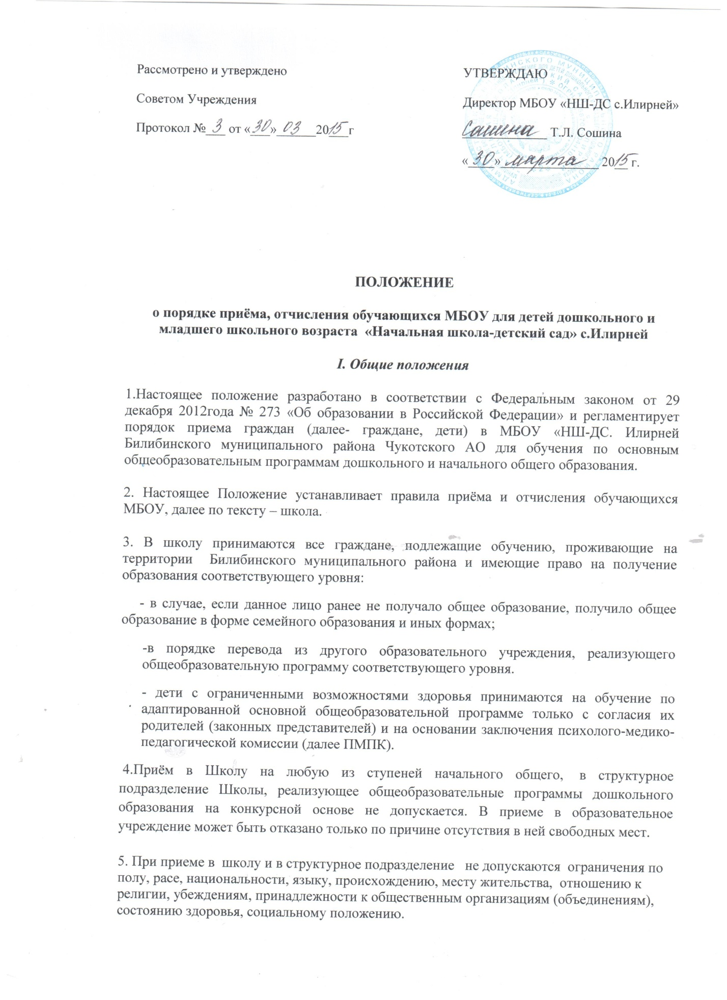 Рассмотрено и утверждено
Советом Учреждения
Протокол № 3 от «30» 03 2015 г
УТВЕРЖДАЮ
Директор МБОУ «НШ-ДС с.Илирней»
Сошина Т.Л. Сошина
«30» марта 2015 г.
ПОЛОЖЕНИЕ
о порядке приёма, отчисления обучающихся МБОУ для детей дошкольного и
младшего школьного возраста «Начальная школа-детский сад» с.Илирней
I. Общие положения
1.Настоящее положение разработано в соответствии с Федеральным законом от 29
декабря 2012года № 273 «Об образовании в Российской Федерации» и регламентирует
порядок приема граждан (далее- граждане, дети) в МБОУ «НШ-ДС. Илирней
Билибинского муниципального района Чукотского АО для обучения по основным
общеобразовательным программам дошкольного и начального общего образования.
2. Настоящее Положение устанавливает правила приёма и отчисления обучающихся
МБОУ, далее по тексту – школа.
3. В школу принимаются все граждане, подлежащие обучению, проживающие на
территории Билибинского муниципального района и имеющие право на получение
образования соответствующего уровня:
- в случае, если данное лицо ранее не получало общее образование, получило общее
образование в форме семейного образования и иных формах;
-в порядке перевода из другого образовательного учреждения, реализующего
общеобразовательную программу соответствующего уровня.
- дети с ограниченными возможностями здоровья принимаются на обучение по
адаптированной основной общеобразовательной программе только с согласия их
родителей (законных представителей) и на основании заключения психолого-медико-
педагогической комиссии (далее ПМПК).
4.Приём в Школу на любую из ступеней начального общего, в структурное
подразделение Школы, реализующее общеобразовательные программы дошкольного
образования на конкурсной основе не допускается. В приеме в образовательное
учреждение может быть отказано только по причине отсутствия в ней свободных мест.
5. При приеме в школу и в структурное подразделение не допускаются ограничения по
полу, расе, национальности, языку, происхождению, месту жительства, отношению к
религии, убеждениям, принадлежности к общественным организациям (объединениям),
состоянию здоровья, социальному положению.